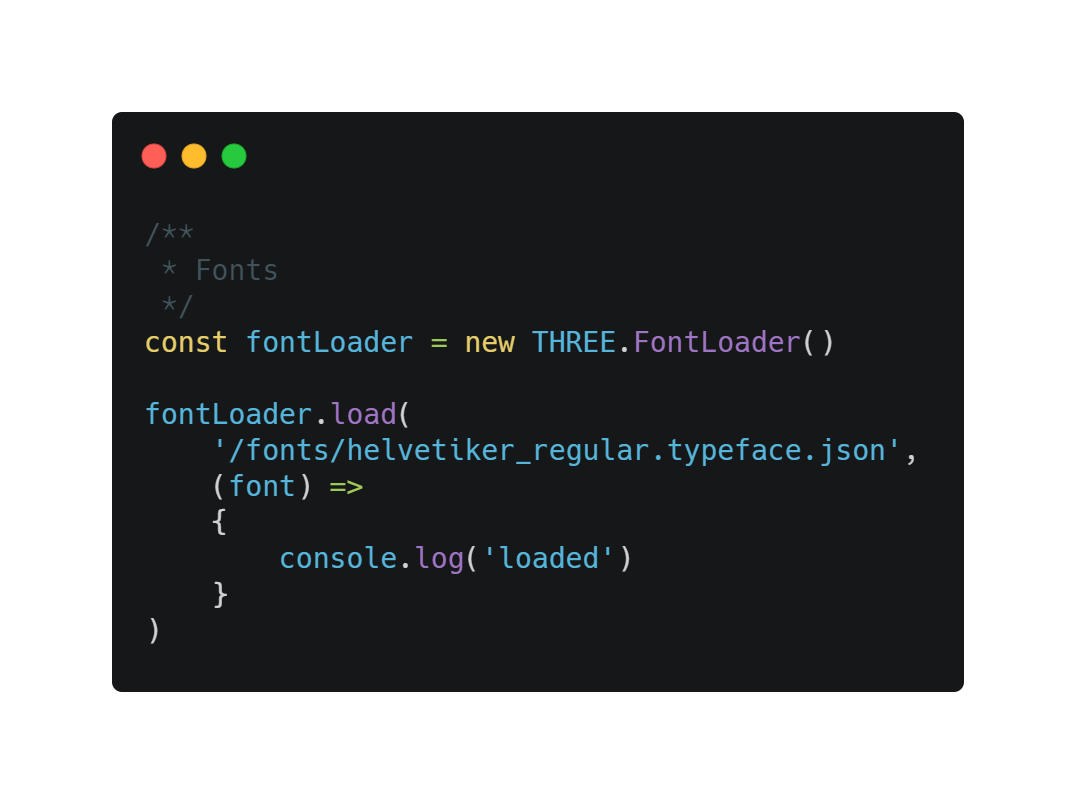 /**
 * Fonts
 */
const fontLoader = new THREE.FontLoader()

fontLoader.load(
    '/fonts/helvetiker_regular.typeface.json',
    (font) =>
    {
        console.log('loaded')
    }
)